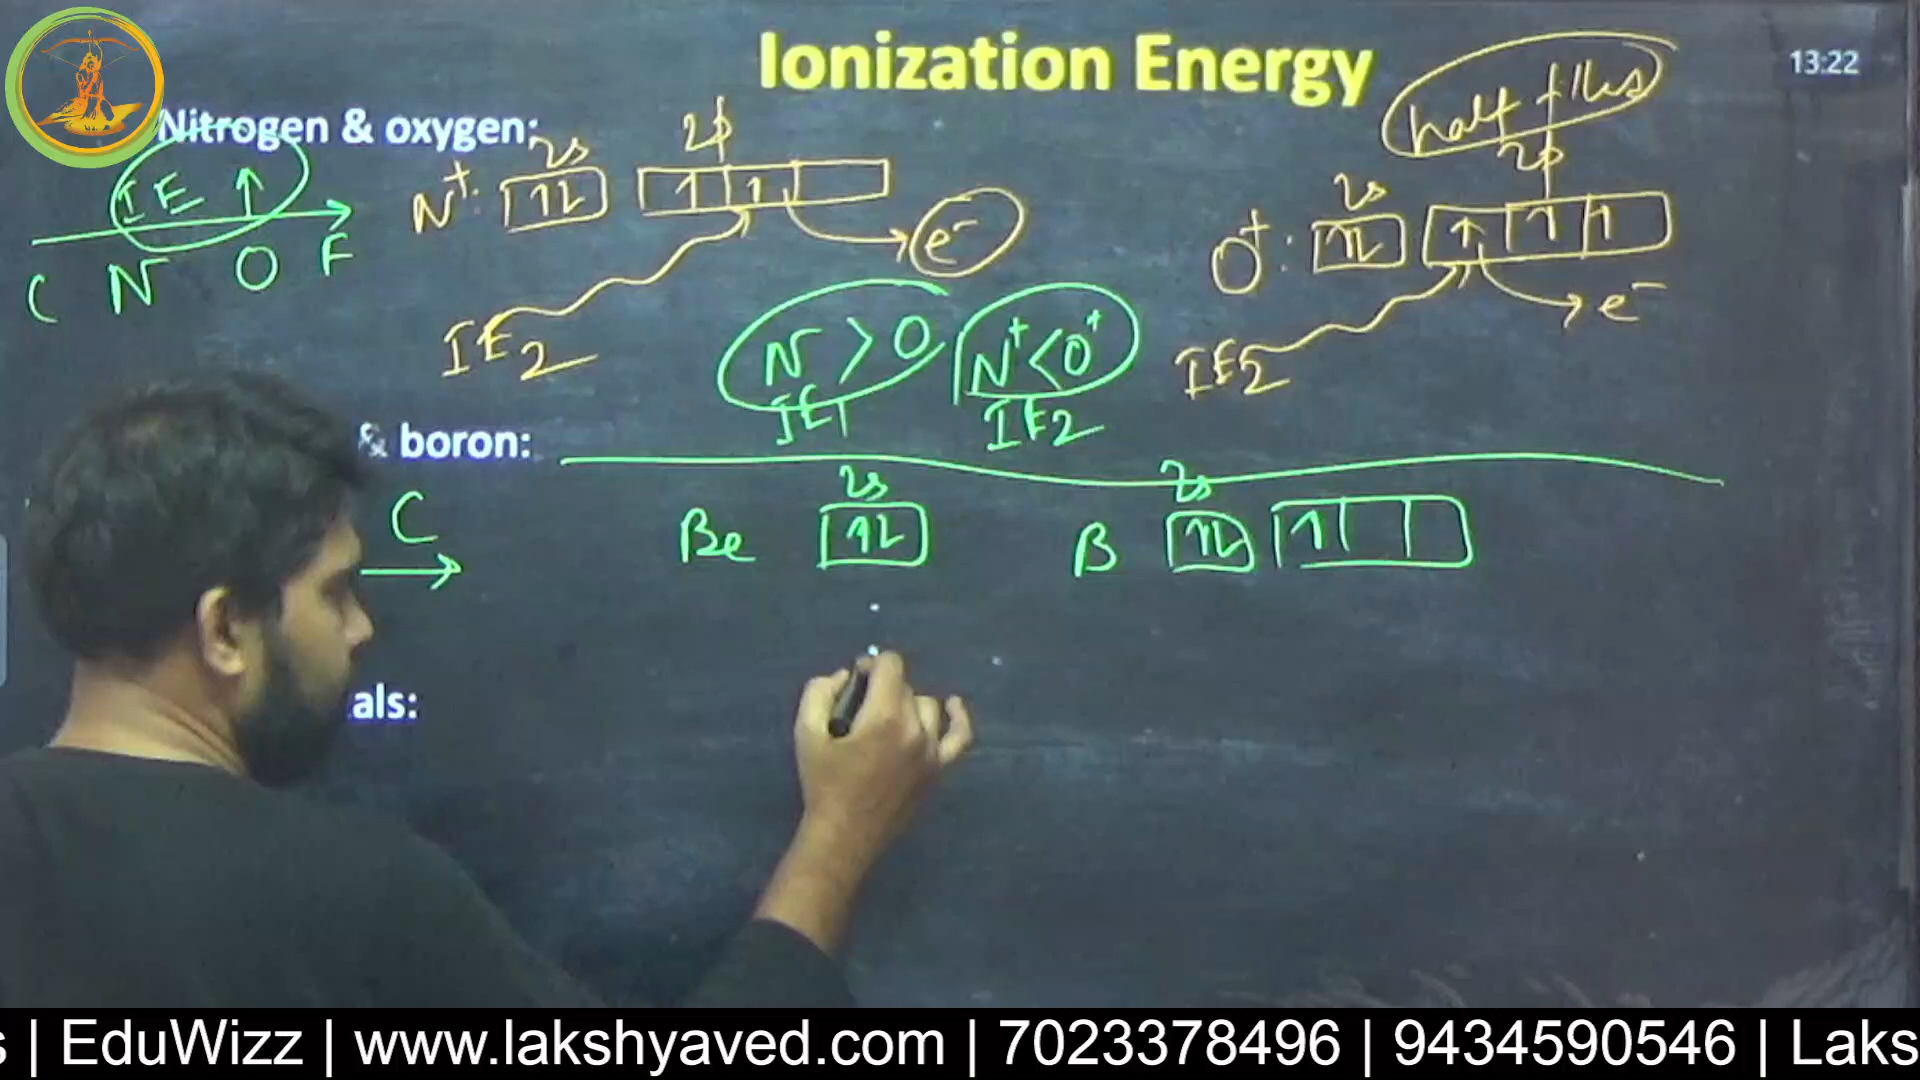 Ionization Energy
13:22
half filled
Nitrogen & oxygen:
IE ↑
C N O F
N⁺: 2s 2p
e⁻
IE2
O⁺: 2s 2p
e⁻
IE2
N > O
IE1
N⁺ < O⁺
IE2
& boron:
C
Be 2s
B 2s
als:
| EduWizz | www.lakshyaved.com | 7023378496 | 9434590546 | Laks